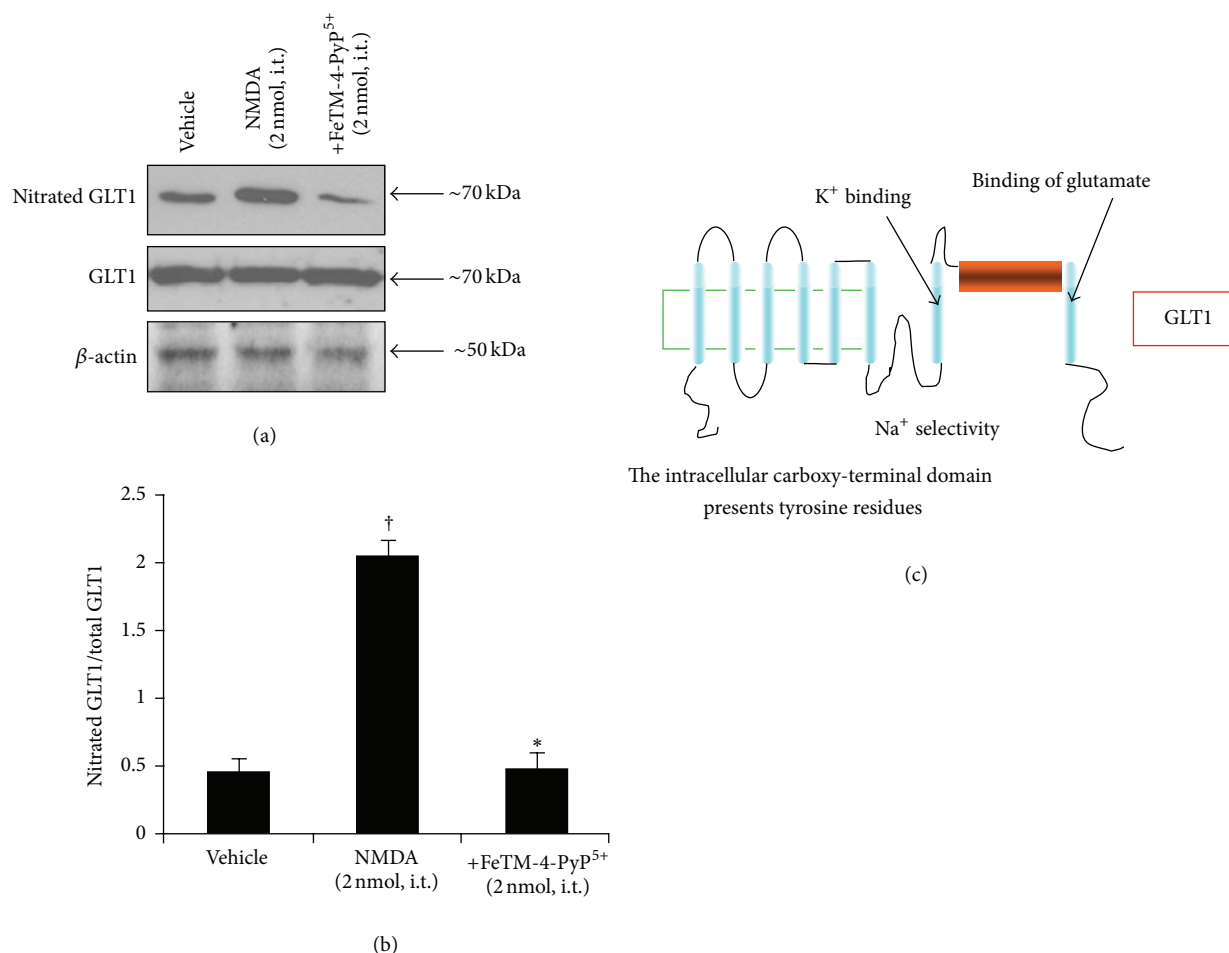 Vehicle
NMDA
(2 nmol, i.t.)
+FeTM-4-PyP5+
(2 nmol, i.t.)
Nitrated GLT1
~70 kDa
GLT1
~70 kDa
β-actin
~50 kDa
(a)
K+ binding
Binding of glutamate
GLT1
Na+ selectivity
The intracellular carboxy-terminal domain
presents tyrosine residues
(c)
Nitrated GLT1/total GLT1
2.5
2
1.5
1
0.5
0
†
*
Vehicle
NMDA
(2 nmol, i.t.)
+FeTM-4-PyP5+
(2 nmol, i.t.)
(b)